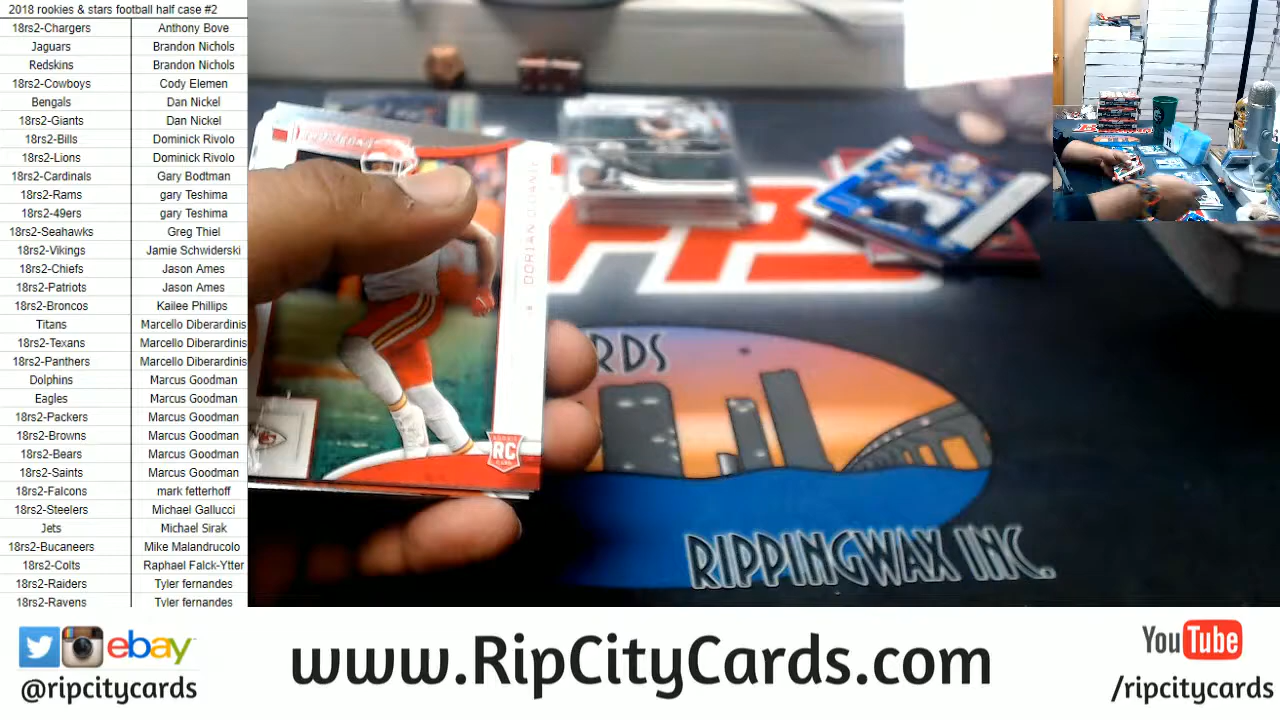 2018 rookies & stars football half case #2
18rs2-Chargers Anthony Bove
Jaguars Brandon Nichols
Redskins Brandon Nichols
18rs2-Cowboys Cody Elemen
Bengals Dan Nickel
18rs2-Giants Dan Nickel
18rs2-Bills Dominick Rivolo
18rs2-Lions Dominick Rivolo
18rs2-Cardinals Gary Bodtman
18rs2-Rams gary Teshima
18rs2-49ers gary Teshima
18rs2-Seahawks Greg Thiel
18rs2-Vikings Jamie Schwiderski
18rs2-Chiefs Jason Ames
18rs2-Patriots Jason Ames
18rs2-Broncos Kailee Phillips
Titans Marcello Diberardinis
18rs2-Texans Marcello Diberardinis
18rs2-Panthers Marcello Diberardinis
Dolphins Marcus Goodman
Eagles Marcus Goodman
18rs2-Packers Marcus Goodman
18rs2-Browns Marcus Goodman
18rs2-Bears Marcus Goodman
18rs2-Saints Marcus Goodman
18rs2-Falcons mark fetterhoff
18rs2-Steelers Michael Gallucci
Jets Michael Sirak
18rs2-Bucaneers Mike Malandrucolo
18rs2-Colts Raphael Falck-Ytter
18rs2-Raiders Tyler fernandes
18rs2-Ravens Tyler fernandes
DORIAN O'DANIEL
RC
RDS
RIPPINGWAX INC.
ebay
@ripcitycards
www.RipCityCards.com
YouTube
/ripcitycards